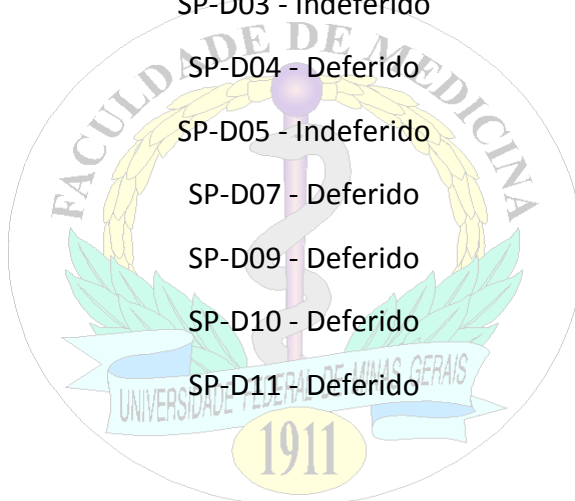 SP-D03 - Indeferido
FACULDADE DE MEDICINA
SP-D04 - Deferido
SP-D05 - Indeferido
SP-D07 - Deferido
SP-D09 - Deferido
SP-D10 - Deferido
SP-D11 - Deferido
UNIVERSIDADE FEDERAL DE MINAS GERAIS
1911